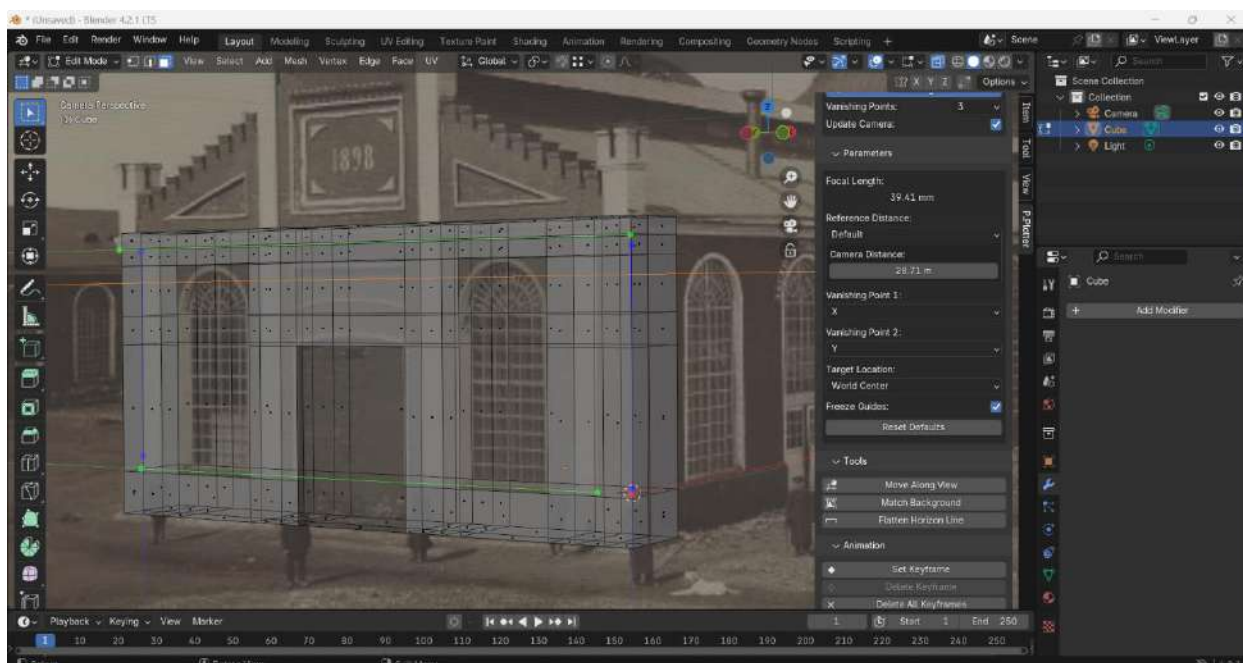 * (Unsaved) - Blender 4.2.1 LTS
File Edit Render Window Help Layout Modeling Sculpting UV Editing Texture Paint Shading Animation Rendering Compositing Geometry Nodes Scripting + Scene ViewLayer
Edit Mode View Select Add Mesh Vertex Edge Face UV Global Search
X Y Z Options
Camera Perspective
1898
Vanishing Points: 3
Update Camera:
Parameters
Focal Length:
39.41 mm
Reference Distance:
Default
Camera Distance:
28.71 m
Vanishing Point 1:
X
Vanishing Point 2:
Y
Target Location:
World Center
Freeze Guides:
Reset Defaults
Tools
Move Along View
Match Background
Flatten Horizon Line
Animation
Set Keyframe
Delete Keyframe
Delete All Keyframes
Item
Tool
View
P.Plotter
Scene Collection
Collection
Camera
Cube
Light
Search
Cube
Add Modifier
Playback Keying View Marker 1 Start 1 End 250
1 10 20 30 40 50 60 70 80 90 100 110 120 130 140 150 160 170 180 190 200 210 220 230 240 250